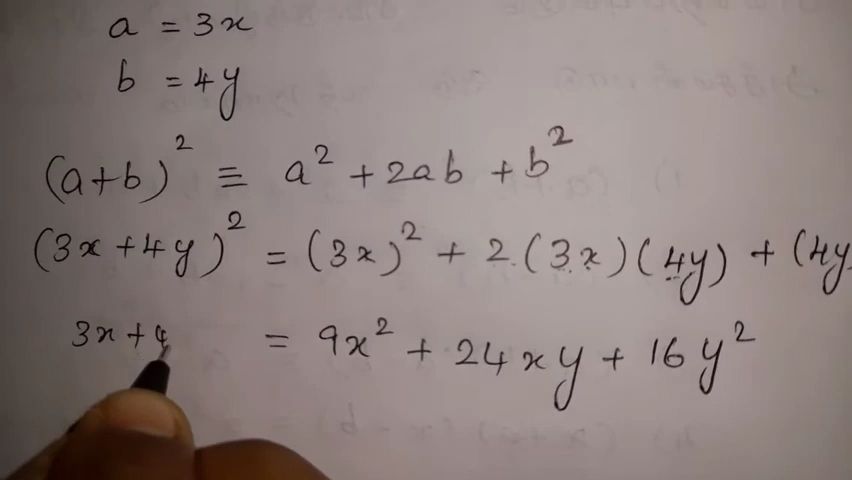 a = 3x
b = 4y
(a+b)² ≡ a² + 2ab + b²
(3x + 4y)² = (3x)² + 2.(3x)(4y) + (4y
3x + 4 = 9x² + 24xy + 16y²